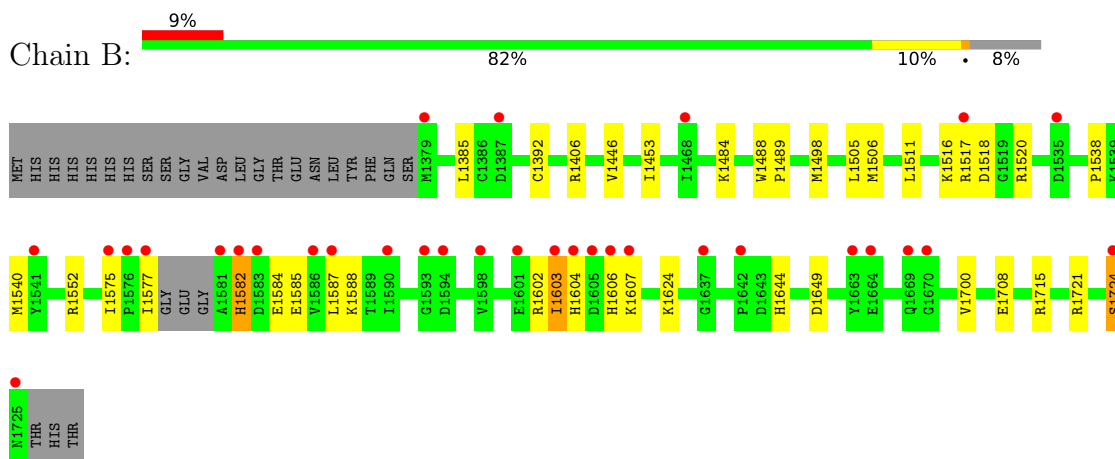 9%
Chain B:
82% 10% • 8%
MET HIS HIS HIS HIS HIS HIS SER SER GLY VAL ASP LEU GLY THR GLU ASN LEU TYR PHE GLN SER M1379 L1385 C1386 D1387 C1392 R1406 V1446 I1453 I1468 K1484 W1488 P1489 M1498 L1505 M1506 L1511 K1516 R1517 D1518 G1519 R1520 D1535 P1538 K1539
M1540 Y1541 R1552 I1575 P1576 I1577 GLY GLU GLY A1581 H1582 D1583 E1584 E1585 V1586 L1587 K1588 T1589 I1590 G1593 D1594 V1598 E1601 R1602 I1603 H1604 D1605 H1606 K1607 K1624 G1637 P1642 D1643 H1644 D1649 Y1663 E1664 Q1669 G1670 V1700 E1708 R1715 R1721 S1724
N1725 THR HIS THR